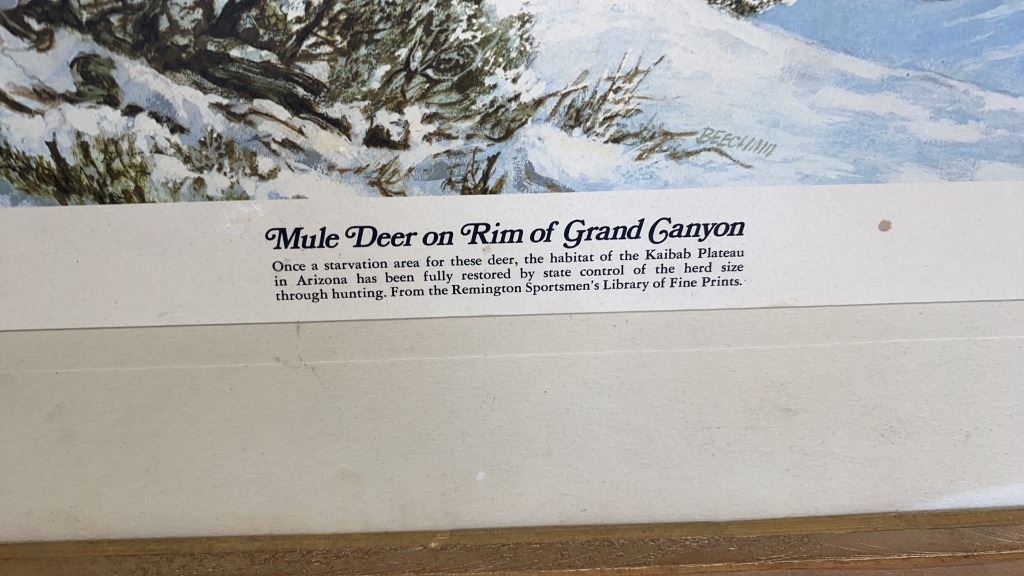 BEECHAM
Mule Deer on Rim of Grand Canyon
Once a starvation area for these deer, the habitat of the Kaibab Plateau
in Arizona has been fully restored by state control of the herd size
through hunting. From the Remington Sportsmen's Library of Fine Prints.